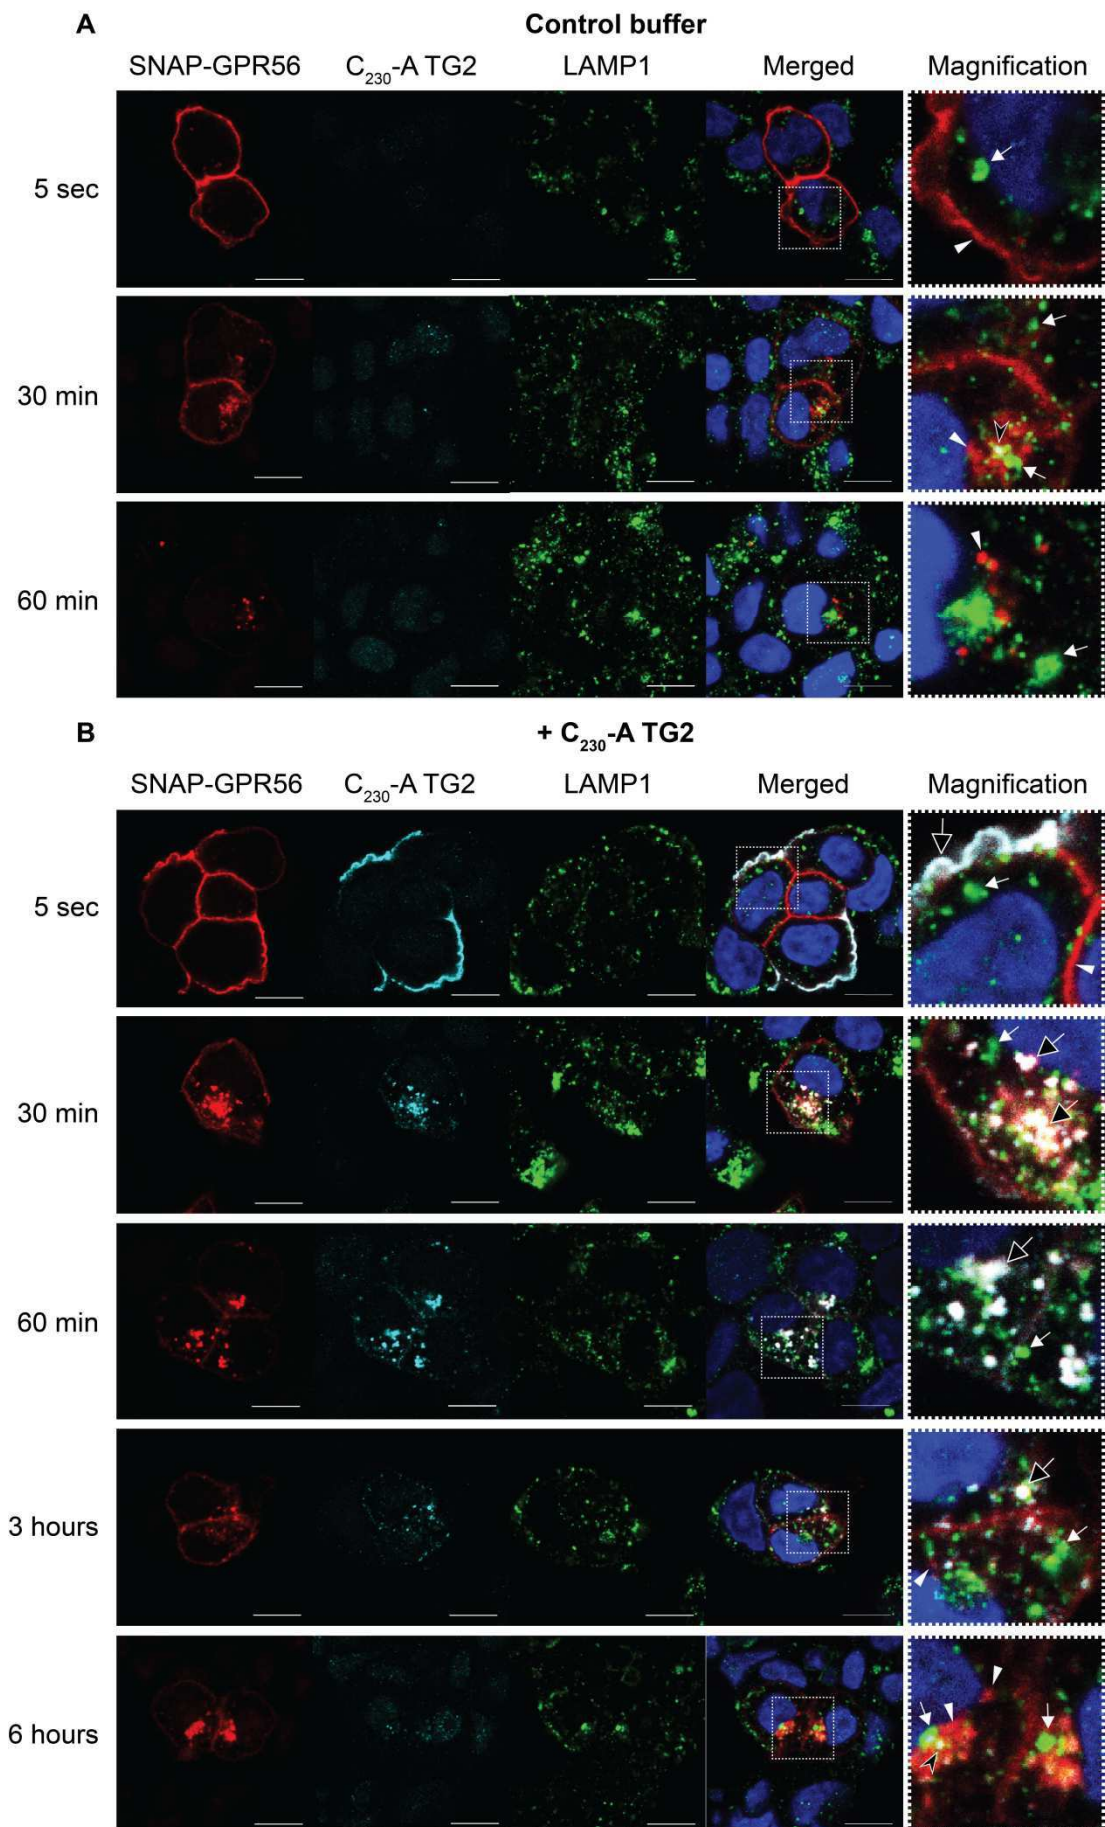 A Control buffer
SNAP-GPR56 C₂₃₀-A TG2 LAMP1 Merged Magnification
5 sec
30 min
60 min
B + C₂₃₀-A TG2
SNAP-GPR56 C₂₃₀-A TG2 LAMP1 Merged Magnification
5 sec
30 min
60 min
3 hours
6 hours